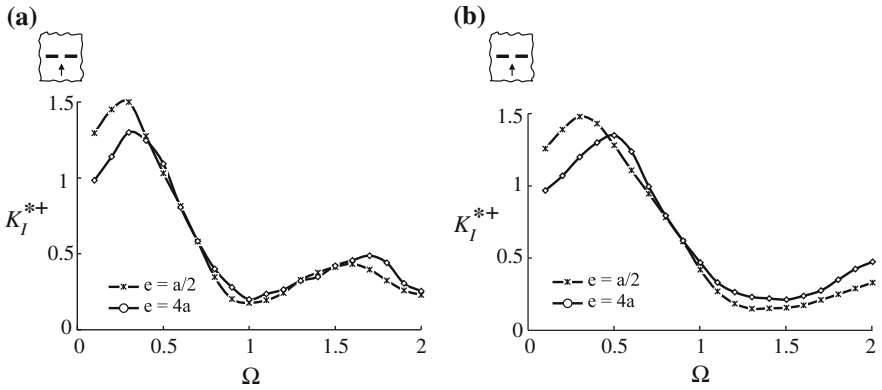 (a)
1.5
1
K_I^{*+}
0.5
e = a/2
e = 4a
0
0 0.5 1 1.5 2
Ω
(b)
1.5
1
K_I^{*+}
0.5
e = a/2
e = 4a
0
0 0.5 1 1.5 2
Ω